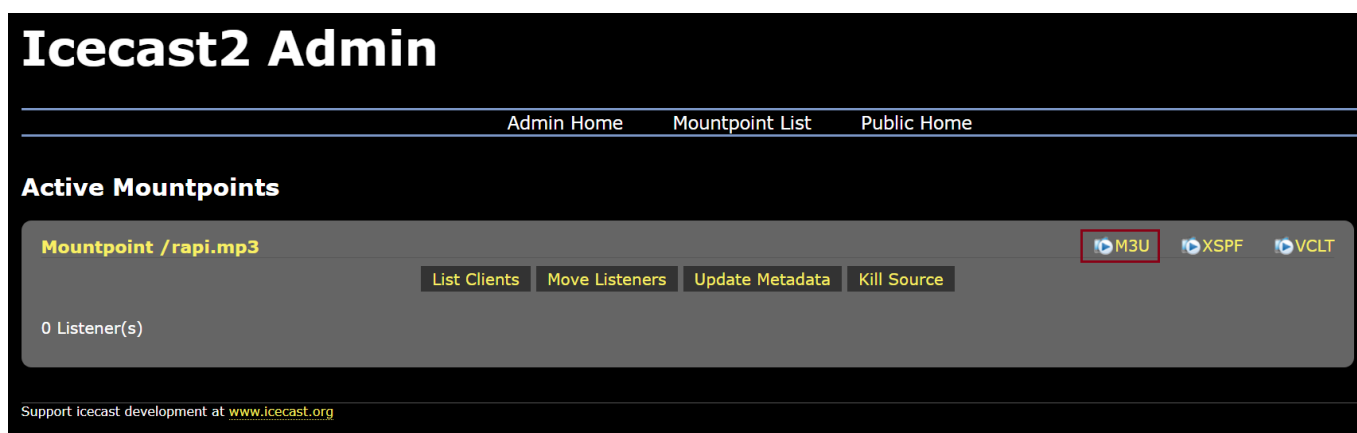 Icecast2 Admin
Admin Home Mountpoint List Public Home
Active Mountpoints
Mountpoint /rapi.mp3 M3U XSPF VCLT
List Clients Move Listeners Update Metadata Kill Source
0 Listener(s)
Support icecast development at www.icecast.org